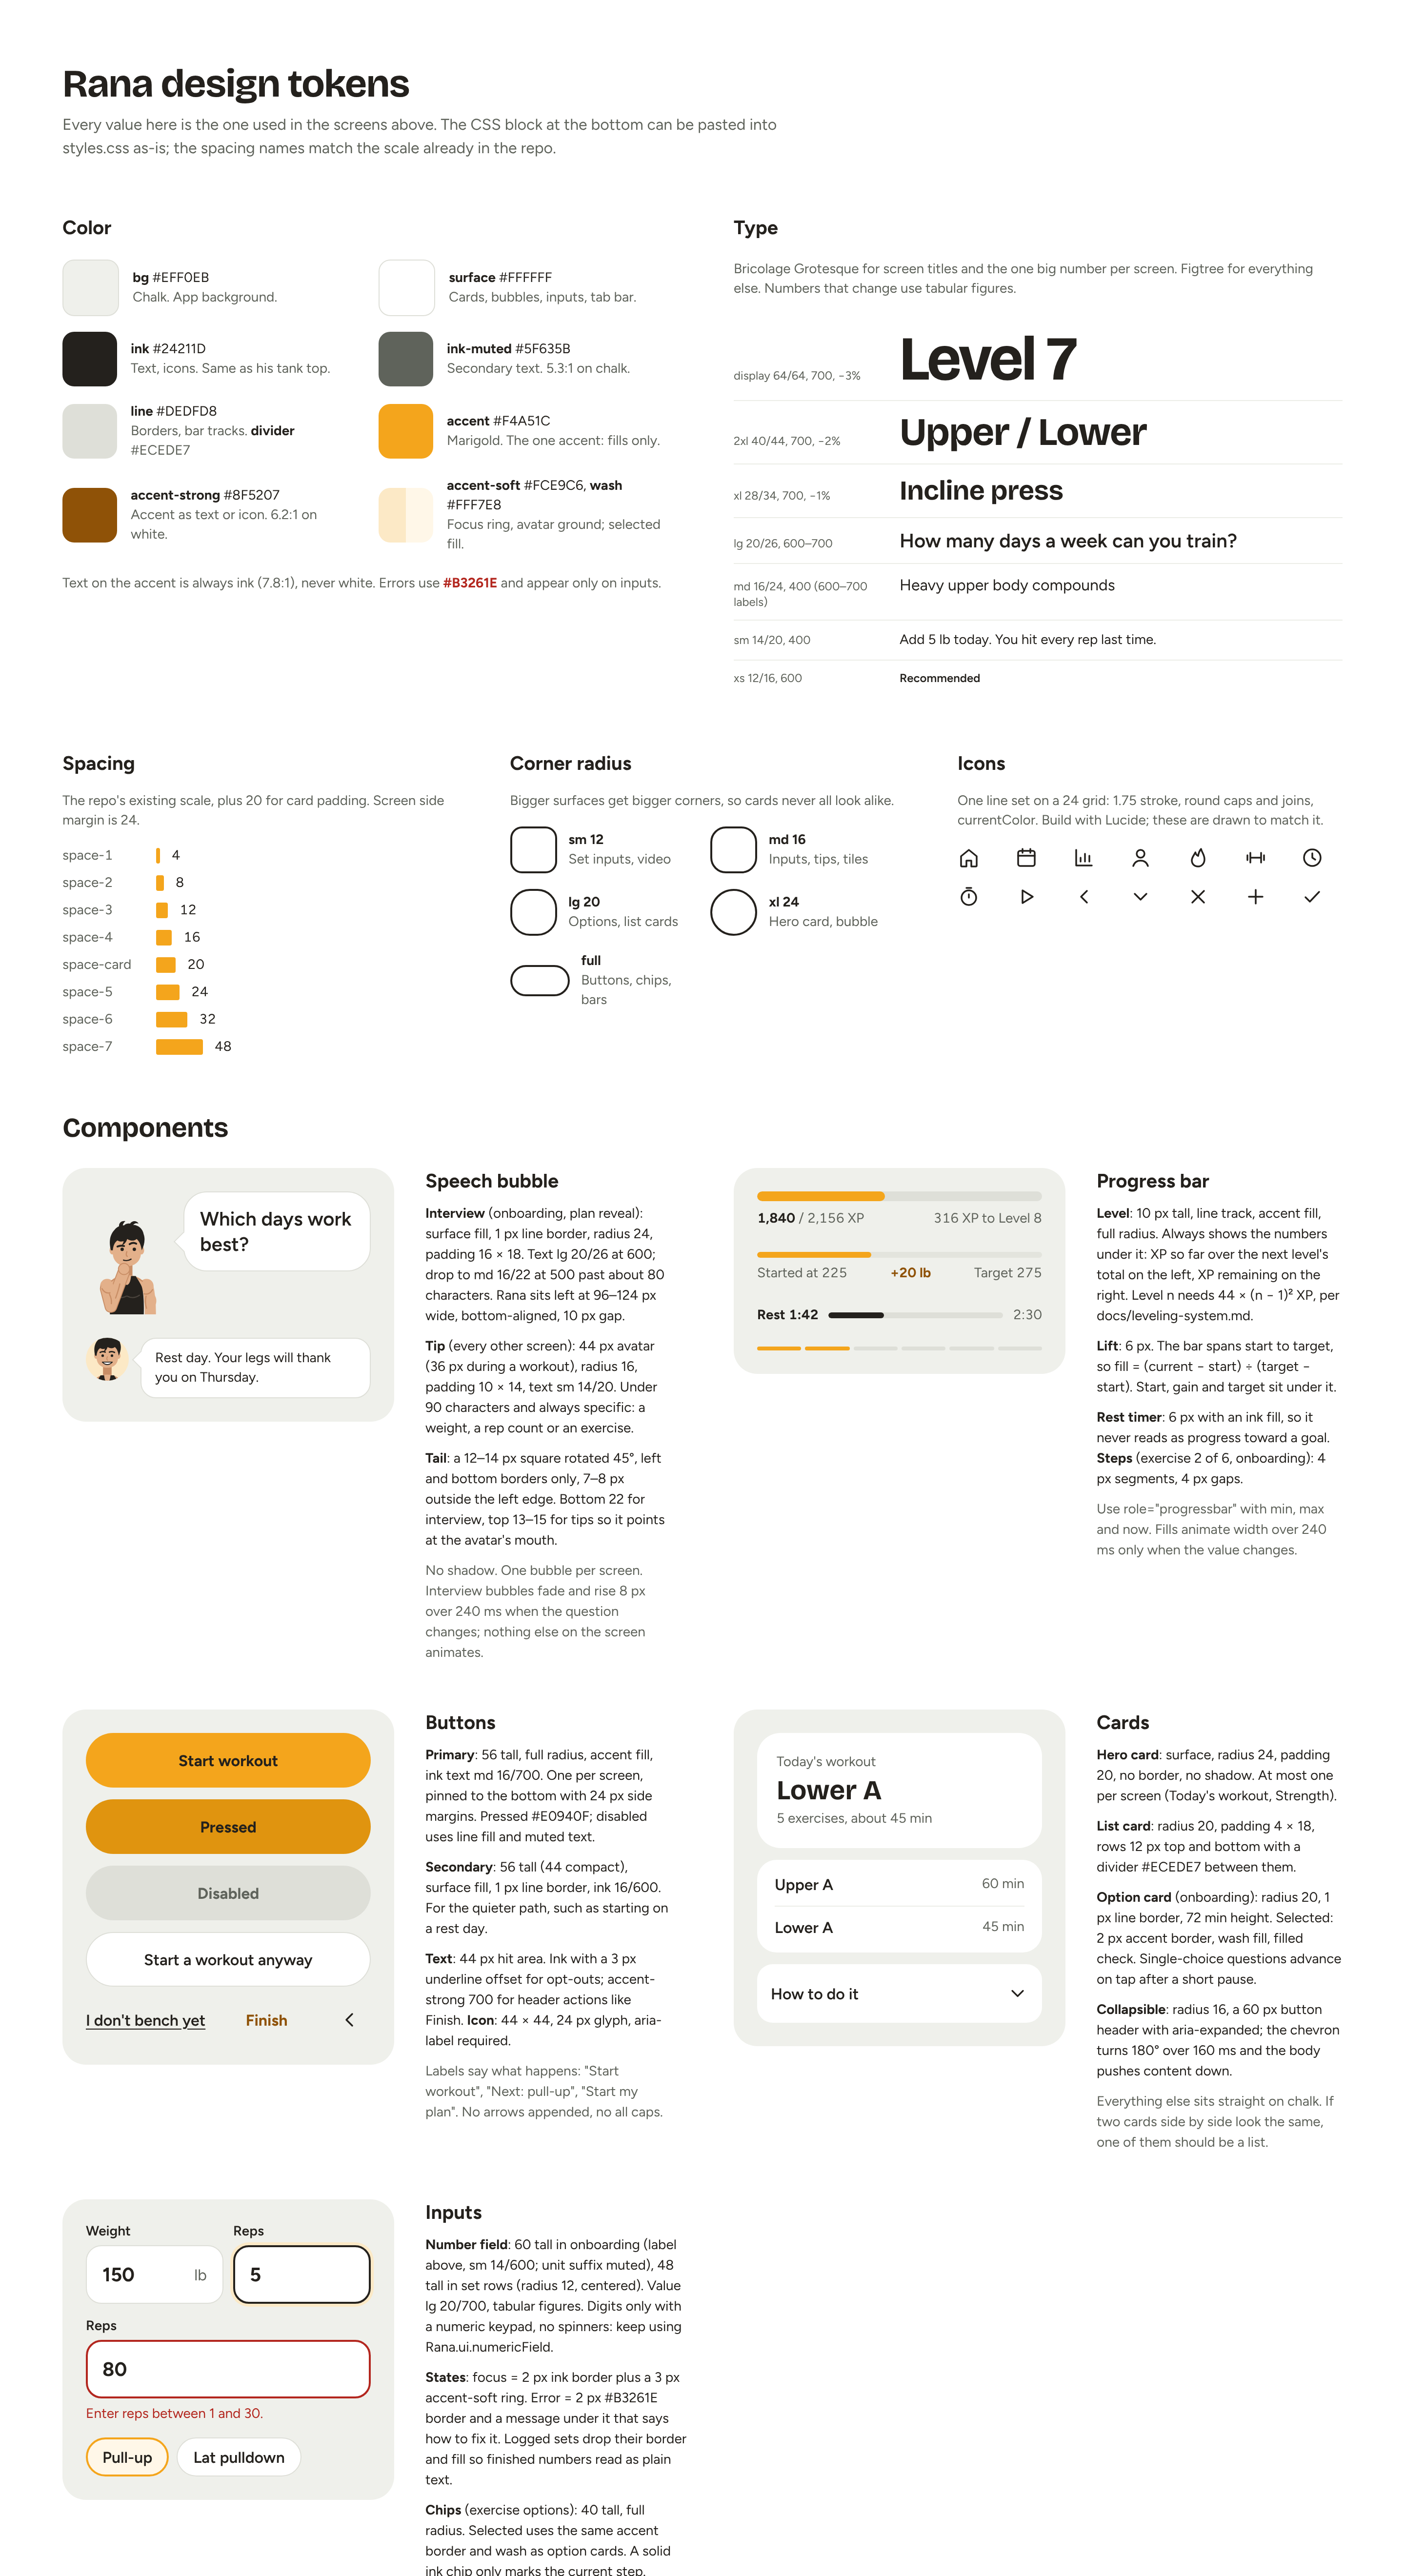 Rana design tokens
Every value here is the one used in the screens above. The CSS block at the bottom can be pasted into
styles.css as-is; the spacing names match the scale already in the repo.
Color
bg #EFF0EB
Chalk. App background.
surface #FFFFFF
Cards, bubbles, inputs, tab bar.
ink #24211D
Text, icons. Same as his tank top.
ink-muted #5F635B
Secondary text. 5.3:1 on chalk.
line #DEDFD8
Borders, bar tracks. divider
#ECEDE7
accent #F4A51C
Marigold. The one accent: fills only.
accent-strong #8F5207
Accent as text or icon. 6.2:1 on
white.
accent-soft #FCE9C6, wash
#FFF7E8
Focus ring, avatar ground; selected
fill.
Text on the accent is always ink (7.8:1), never white. Errors use #B3261E and appear only on inputs.
Type
Bricolage Grotesque for screen titles and the one big number per screen. Figtree for everything
else. Numbers that change use tabular figures.
display 64/64, 700, −3%
Level 7
2xl 40/44, 700, −2%
Upper / Lower
xl 28/34, 700, −1%
Incline press
lg 20/26, 600–700
How many days a week can you train?
md 16/24, 400 (600–700
labels)
Heavy upper body compounds
sm 14/20, 400
Add 5 lb today. You hit every rep last time.
xs 12/16, 600
Recommended
Spacing
The repo's existing scale, plus 20 for card padding. Screen side
margin is 24.
space-1 4
space-2 8
space-3 12
space-4 16
space-card 20
space-5 24
space-6 32
space-7 48
Corner radius
Bigger surfaces get bigger corners, so cards never all look alike.
sm 12
Set inputs, video
md 16
Inputs, tips, tiles
lg 20
Options, list cards
xl 24
Hero card, bubble
full
Buttons, chips,
bars
Icons
One line set on a 24 grid: 1.75 stroke, round caps and joins,
currentColor. Build with Lucide; these are drawn to match it.
Components
Which days work
best?
Rest day. Your legs will thank
you on Thursday.
Speech bubble
Interview (onboarding, plan reveal):
surface fill, 1 px line border, radius 24,
padding 16 × 18. Text lg 20/26 at 600;
drop to md 16/22 at 500 past about 80
characters. Rana sits left at 96–124 px
wide, bottom-aligned, 10 px gap.
Tip (every other screen): 44 px avatar
(36 px during a workout), radius 16,
padding 10 × 14, text sm 14/20. Under
90 characters and always specific: a
weight, a rep count or an exercise.
Tail: a 12–14 px square rotated 45°, left
and bottom borders only, 7–8 px
outside the left edge. Bottom 22 for
interview, top 13–15 for tips so it points
at the avatar's mouth.
No shadow. One bubble per screen.
Interview bubbles fade and rise 8 px
over 240 ms when the question
changes; nothing else on the screen
animates.
1,840 / 2,156 XP
316 XP to Level 8
Started at 225
+20 lb
Target 275
Rest 1:42
2:30
Progress bar
Level: 10 px tall, line track, accent fill,
full radius. Always shows the numbers
under it: XP so far over the next level's
total on the left, XP remaining on the
right. Level n needs 44 × (n − 1)² XP, per
docs/leveling-system.md.
Lift: 6 px. The bar spans start to target,
so fill = (current − start) ÷ (target −
start). Start, gain and target sit under it.
Rest timer: 6 px with an ink fill, so it
never reads as progress toward a goal.
Steps (exercise 2 of 6, onboarding): 4
px segments, 4 px gaps.
Use role="progressbar" with min, max
and now. Fills animate width over 240
ms only when the value changes.
Start workout
Pressed
Disabled
Start a workout anyway
I don't bench yet
Finish
Buttons
Primary: 56 tall, full radius, accent fill,
ink text md 16/700. One per screen,
pinned to the bottom with 24 px side
margins. Pressed #E0940F; disabled
uses line fill and muted text.
Secondary: 56 tall (44 compact),
surface fill, 1 px line border, ink 16/600.
For the quieter path, such as starting on
a rest day.
Text: 44 px hit area. Ink with a 3 px
underline offset for opt-outs; accent-
strong 700 for header actions like
Finish. Icon: 44 × 44, 24 px glyph, aria-
label required.
Labels say what happens: "Start
workout", "Next: pull-up", "Start my
plan". No arrows appended, no all caps.
Today's workout
Lower A
5 exercises, about 45 min
Upper A
60 min
Lower A
45 min
How to do it
Cards
Hero card: surface, radius 24, padding
20, no border, no shadow. At most one
per screen (Today's workout, Strength).
List card: radius 20, padding 4 × 18,
rows 12 px top and bottom with a
divider #ECEDE7 between them.
Option card (onboarding): radius 20, 1
px line border, 72 min height. Selected:
2 px accent border, wash fill, filled
check. Single-choice questions advance
on tap after a short pause.
Collapsible: radius 16, a 60 px button
header with aria-expanded; the chevron
turns 180° over 160 ms and the body
pushes content down.
Everything else sits straight on chalk. If
two cards side by side look the same,
one of them should be a list.
Weight
Reps
150
lb
5
Reps
80
Enter reps between 1 and 30.
Pull-up
Lat pulldown
Inputs
Number field: 60 tall in onboarding (label
above, sm 14/600; unit suffix muted), 48
tall in set rows (radius 12, centered). Value
lg 20/700, tabular figures. Digits only with
a numeric keypad, no spinners: keep using
Rana.ui.numericField.
States: focus = 2 px ink border plus a 3 px
accent-soft ring. Error = 2 px #B3261E
border and a message under it that says
how to fix it. Logged sets drop their border
and fill so finished numbers read as plain
text.
Chips (exercise options): 40 tall, full
radius. Selected uses the same accent
border and wash as option cards. A solid
ink chip only marks the current step.